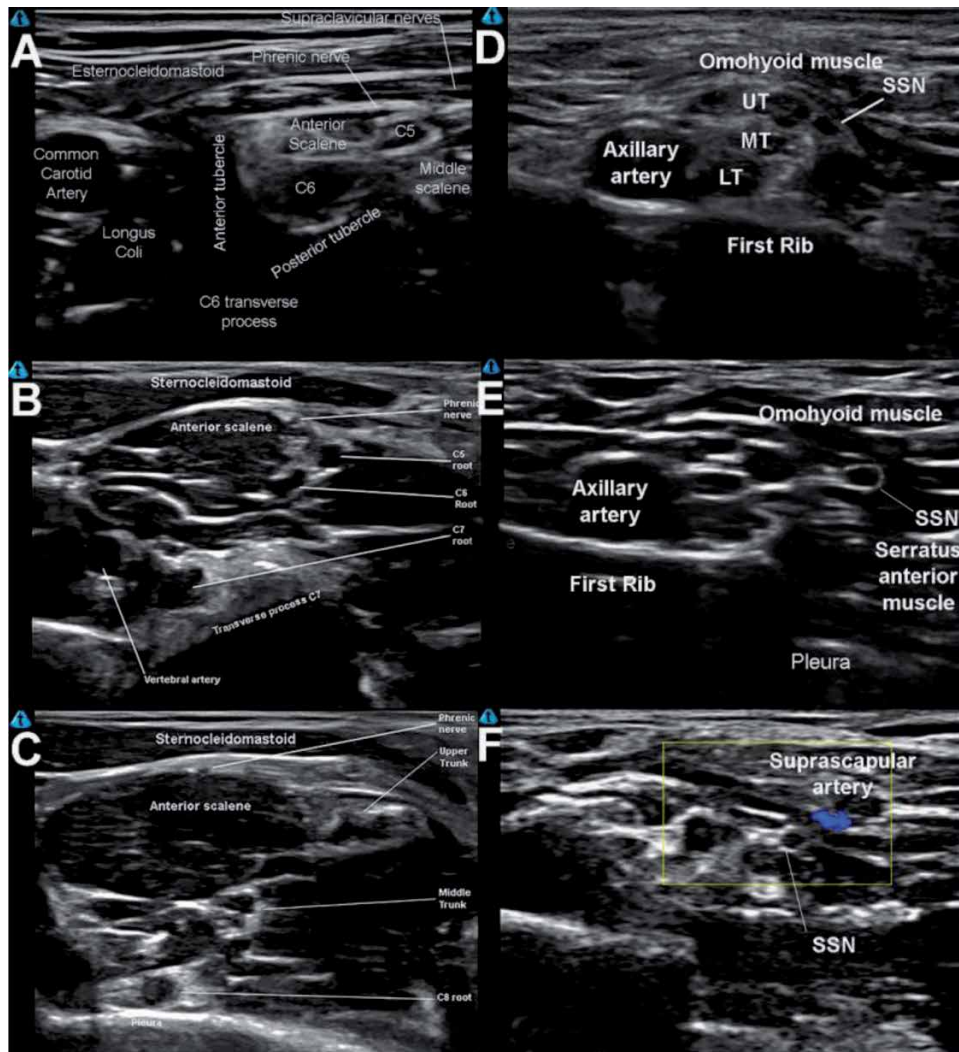 A
Supraclavicular nerves
Phrenic nerve
Esternocleidomastoid
Anterior
Scalene
C5
Common
Carotid
Artery
Anterior tubercle
C6
Middle
scalene
Longus
Coli
Posterior tubercle
C6 transverse
process
B
Sternocleidomastoid
Phrenic
nerve
Anterior scalene
C5
root
C6
Root
C7
root
Transverse process C7
Vertebral artery
C
Phrenic
nerve
Sternocleidomastoid
Upper
Trunk
Anterior scalene
Middle
Trunk
C8 root
Pleura
D
Omohyoid muscle
SSN
UT
MT
Axillary
artery
LT
First Rib
E
Omohyoid muscle
Axillary
artery
SSN
Serratus
anterior
muscle
First Rib
Pleura
F
Suprascapular
artery
SSN